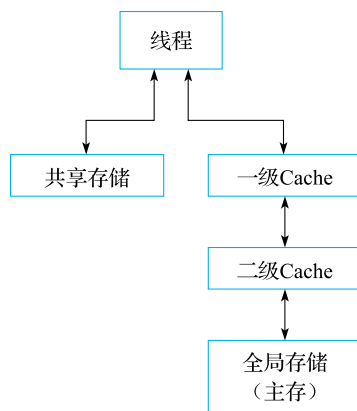 线程
共享存储
一级Cache
二级Cache
全局存储
（主存）